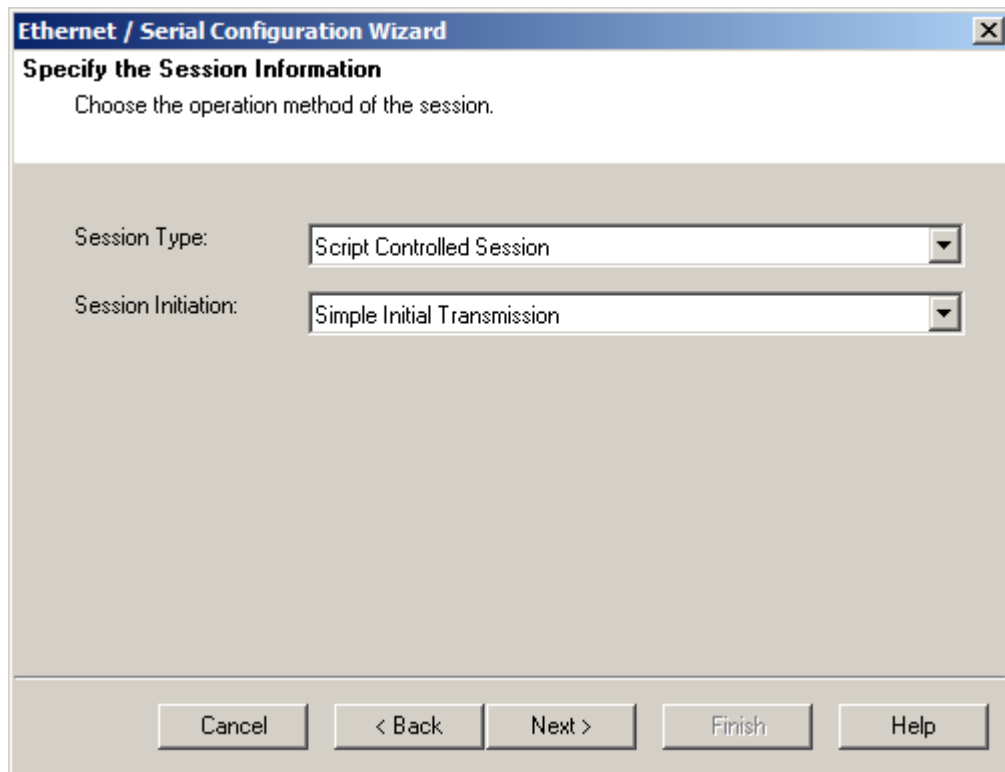 Ethernet / Serial Configuration Wizard
Specify the Session Information
Choose the operation method of the session.
Session Type: Script Controlled Session
Session Initiation: Simple Initial Transmission
Cancel < Back Next > Finish Help